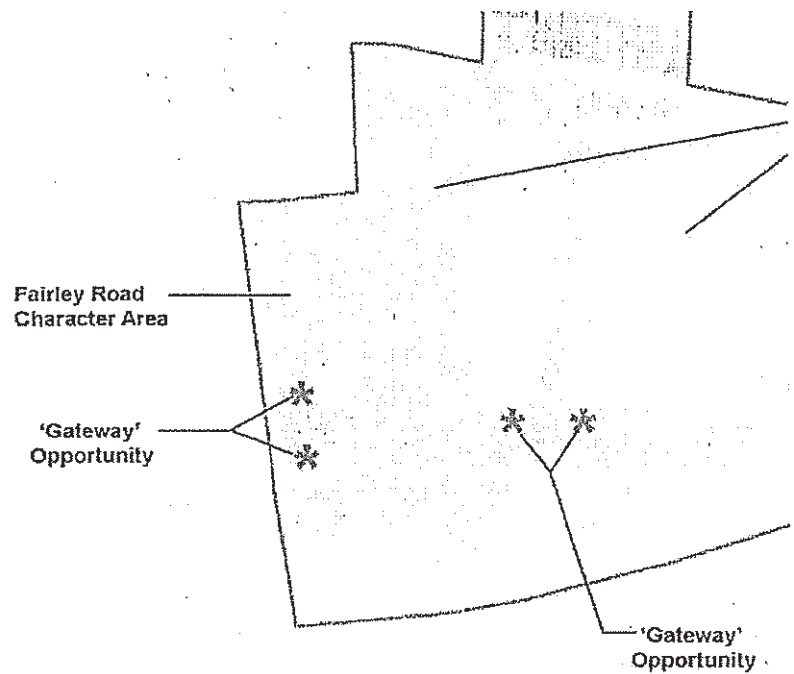 Fairley Road
Character Area
'Gateway'
Opportunity
'Gateway'
Opportunity